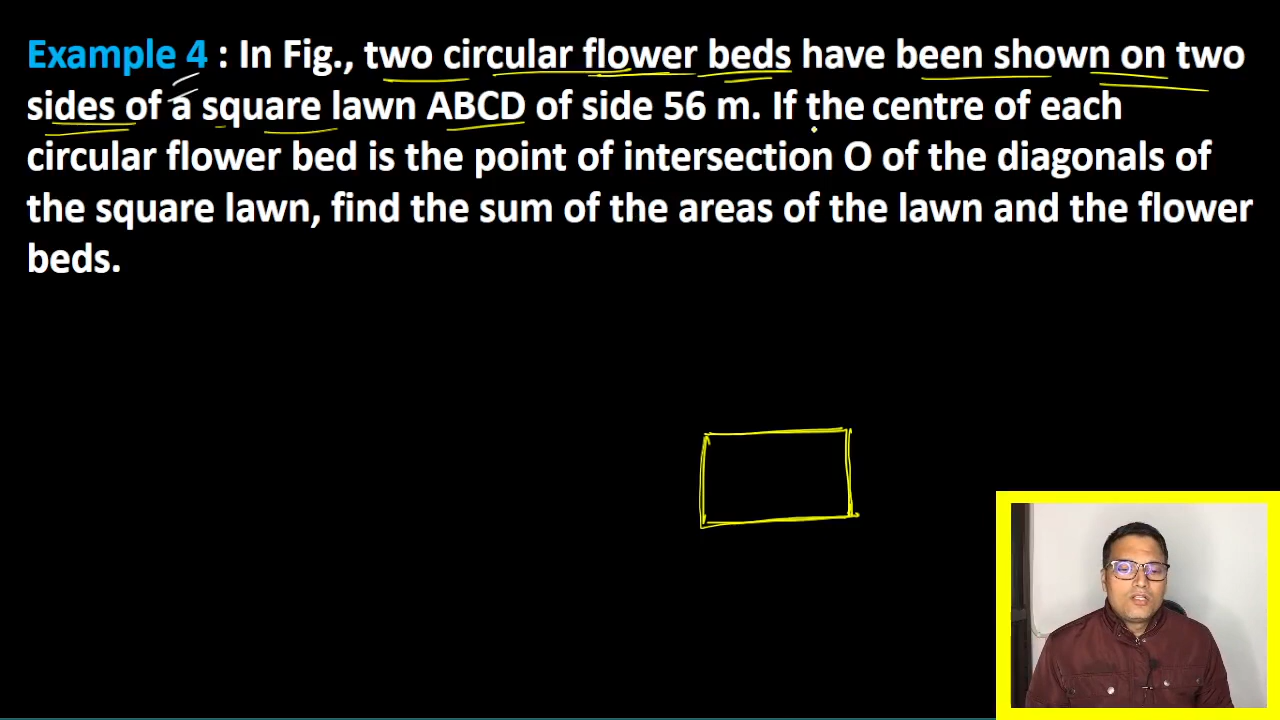 Example 4 : In Fig., two circular flower beds have been shown on two
sides of a square lawn ABCD of side 56 m. If the centre of each
circular flower bed is the point of intersection O of the diagonals of
the square lawn, find the sum of the areas of the lawn and the flower
beds.